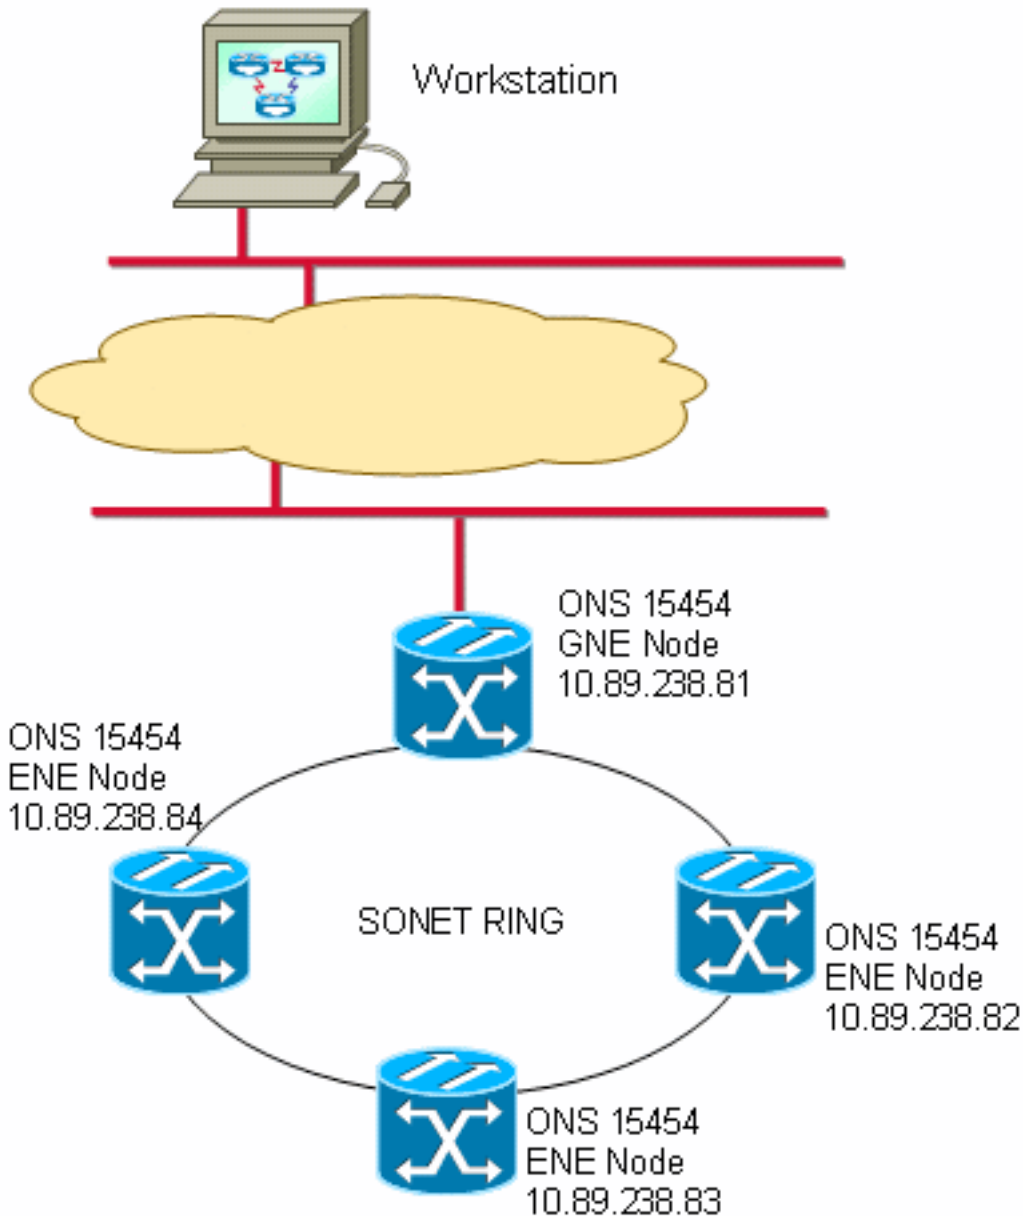 Workstation
ONS 15454
GNE Node
10.89.238.81
ONS 15454
ENE Node
10.89.238.84
SONET RING
ONS 15454
ENE Node
10.89.238.82
ONS 15454
ENE Node
10.89.238.83